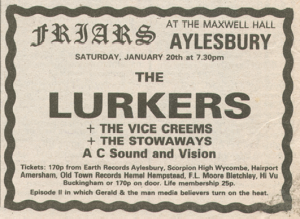 FRIARS
AT THE MAXWELL HALL
AYLESBURY
SATURDAY, JANUARY 20th at 7.30pm
THE
LURKERS
+ THE VICE CREEMS
+ THE STOWAWAYS
A C Sound and Vision
Tickets: 170p from Earth Records Aylesbury, Scorpion High Wycombe, Hairport
Amersham, Old Town Records Hemel Hempstead, F.L. Moore Bletchley, Hi Vu
Buckingham or 170p on door. Life membership 25p.
Episode II in which Gerald & the man media believers turn on the heat.